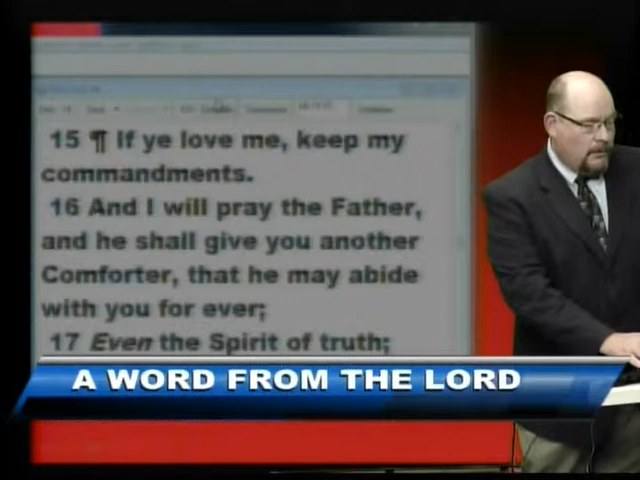 15 ¶ If ye love me, keep my
commandments.
16 And I will pray the Father,
and he shall give you another
Comforter, that he may abide
with you for ever;
17 Even the Spirit of truth;
A WORD FROM THE LORD